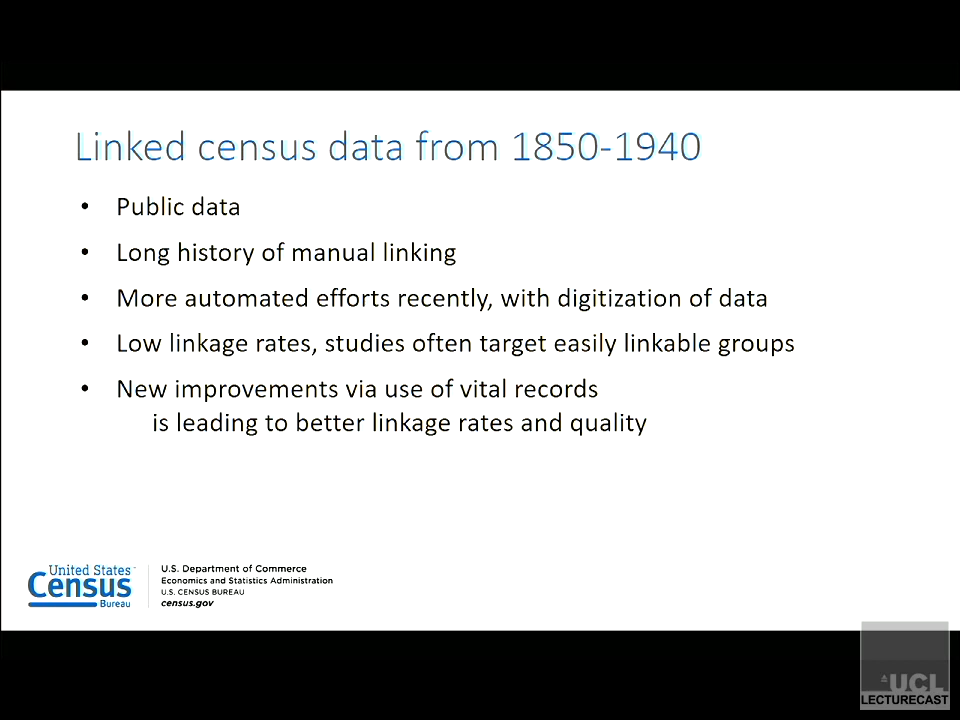 Linked census data from 1850-1940
• Public data
• Long history of manual linking
• More automated efforts recently, with digitization of data
• Low linkage rates, studies often target easily linkable groups
• New improvements via use of vital records
is leading to better linkage rates and quality
United States™
Census
Bureau
U.S. Department of Commerce
Economics and Statistics Administration
U.S. CENSUS BUREAU
census.gov
UCL
LECTURECAST